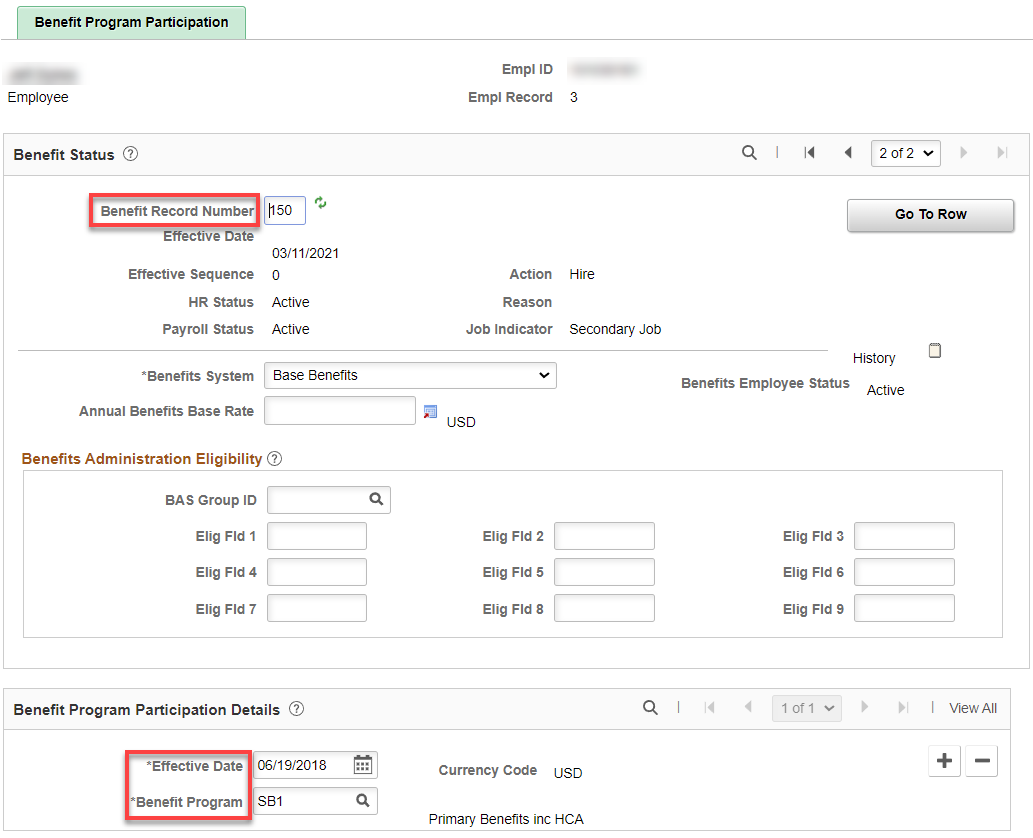 Benefit Program Participation
Empl ID
Employee
Empl Record 3
Benefit Status ?
2 of 2
Benefit Record Number 150
Go To Row
Effective Date
03/11/2021
Effective Sequence 0 Action Hire
HR Status Active Reason
Payroll Status Active Job Indicator Secondary Job
History
*Benefits System Base Benefits
Benefits Employee Status Active
Annual Benefits Base Rate USD
Benefits Administration Eligibility ?
BAS Group ID
Elig Fld 1 Elig Fld 2 Elig Fld 3
Elig Fld 4 Elig Fld 5 Elig Fld 6
Elig Fld 7 Elig Fld 8 Elig Fld 9
Benefit Program Participation Details ? 1 of 1 View All
*Effective Date 06/19/2018 Currency Code USD
*Benefit Program SB1
Primary Benefits inc HCA